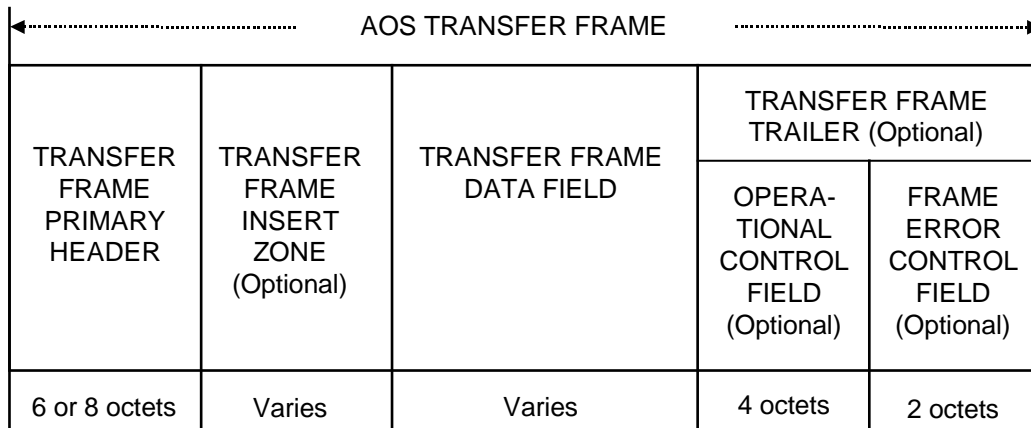 AOS TRANSFER FRAME
TRANSFER
FRAME
PRIMARY
HEADER
TRANSFER
FRAME
INSERT
ZONE
(Optional)
TRANSFER FRAME
DATA FIELD
TRANSFER FRAME
TRAILER (Optional)
OPERA-
TIONAL
CONTROL
FIELD
(Optional)
FRAME
ERROR
CONTROL
FIELD
(Optional)
6 or 8 octets
Varies
Varies
4 octets
2 octets